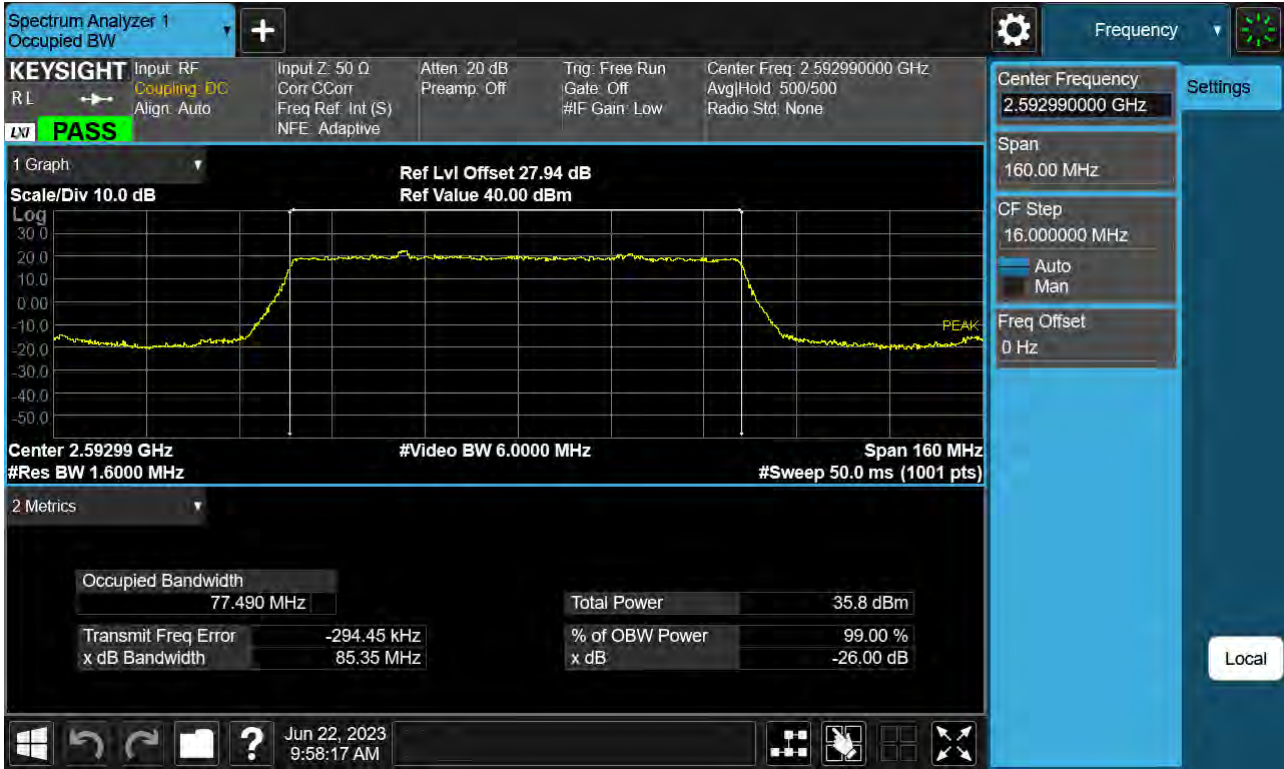 Spectrum Analyzer 1
Occupied BW
+
Frequency
KEYSIGHT
RL
LXI PASS
Input: RF
Coupling: DC
Align: Auto
Input Z: 50 Ω
Corr CCorr
Freq Ref: Int (S)
NFE: Adaptive
Atten: 20 dB
Preamp: Off
Trig: Free Run
Gate: Off
#IF Gain: Low
Center Freq: 2.592990000 GHz
Avg|Hold: 500/500
Radio Std: None
Center Frequency
2.592990000 GHz
Settings
Span
160.00 MHz
CF Step
16.000000 MHz
Auto
Man
Freq Offset
0 Hz
Local
1 Graph
Scale/Div 10.0 dB
Ref Lvl Offset 27.94 dB
Ref Value 40.00 dBm
Log
30.0
20.0
10.0
0.00
-10.0
-20.0
-30.0
-40.0
-50.0
PEAK
Center 2.59299 GHz
#Video BW 6.0000 MHz
Span 160 MHz
#Res BW 1.6000 MHz
#Sweep 50.0 ms (1001 pts)
2 Metrics
Occupied Bandwidth
77.490 MHz
Total Power 35.8 dBm
Transmit Freq Error -294.45 kHz
% of OBW Power 99.00 %
x dB Bandwidth 85.35 MHz
x dB -26.00 dB
?
Jun 22, 2023
9:58:17 AM